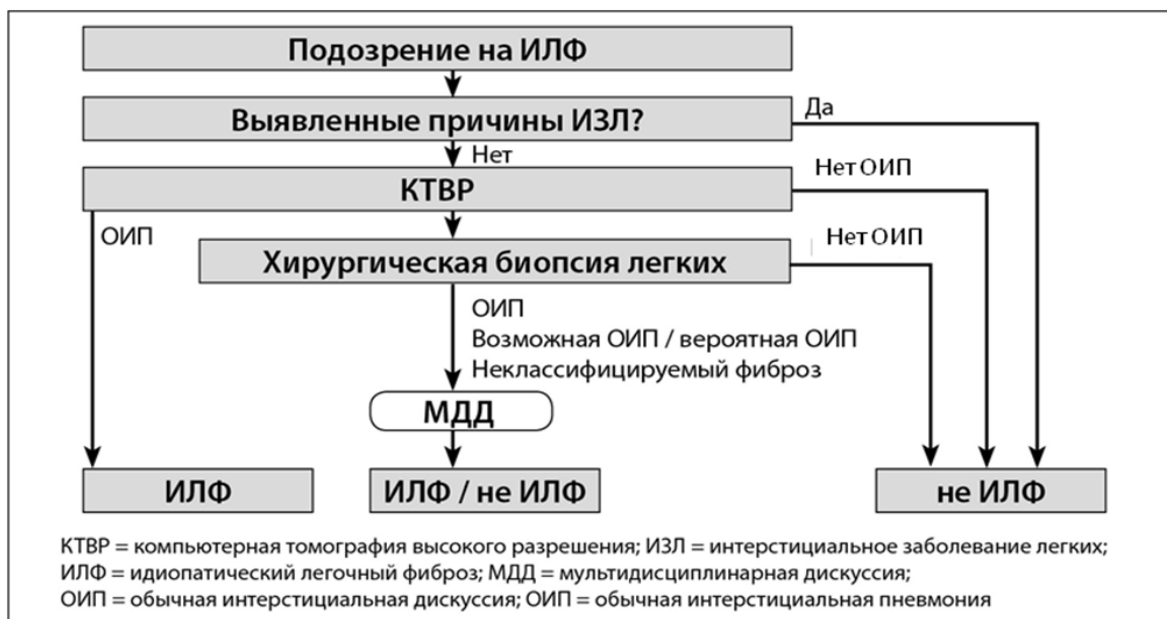 Подозрение на ИЛФ
Выявленные причины ИЗЛ?
Да
Нет
КТВР
Нет ОИП
ОИП
Хирургическая биопсия легких
Нет ОИП
ОИП
Возможная ОИП / вероятная ОИП
Неклассифицируемый фиброз
МДД
ИЛФ
ИЛФ / не ИЛФ
не ИЛФ
КТВР = компьютерная томография высокого разрешения; ИЗЛ = интерстициальное заболевание легких;
ИЛФ = идиопатический легочный фиброз; МДД = мультидисциплинарная дискуссия;
ОИП = обычная интерстициальная дискуссия; ОИП = обычная интерстициальная пневмония